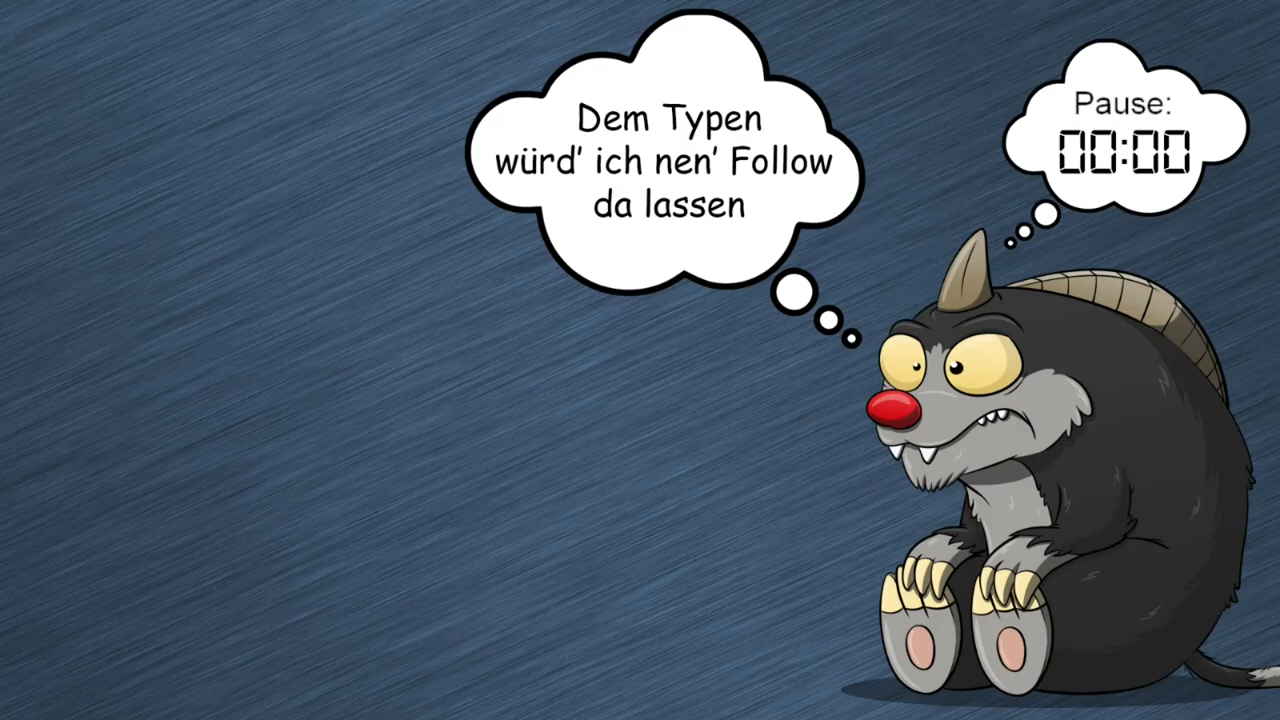 Dem Typen
würd’ ich nen’ Follow
da lassen
Pause:
00:00